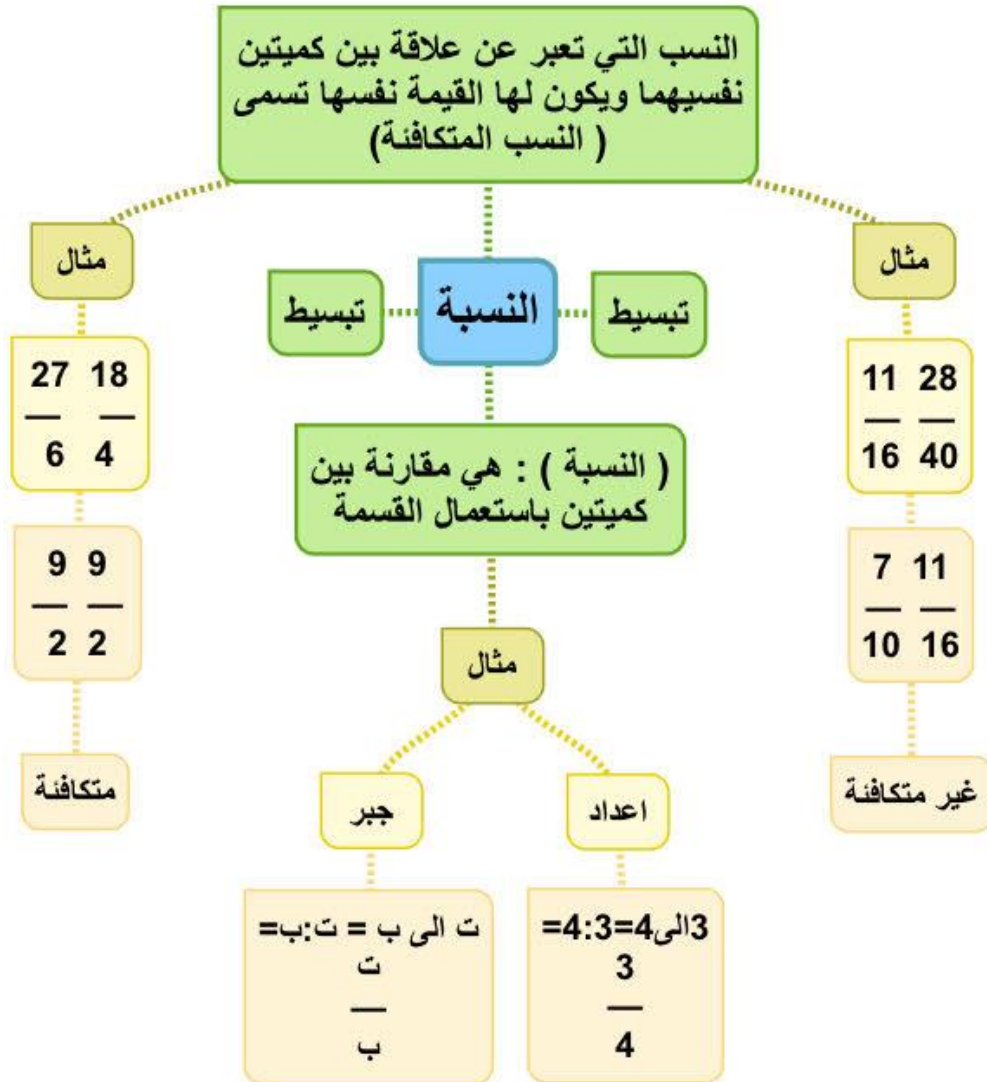 النسب التي تعبر عن علاقة بين كميتين
نفسيهما ويكون لها القيمة نفسها تسمى
( النسب المتكافئة)
مثال
مثال
تبسيط
النسبة
تبسيط
28 11
40 16
18 27
4 6
( النسبة ) : هي مقارنة بين
كميتين باستعمال القسمة
11 7
16 10
9 9
2 2
مثال
غير متكافئة
متكافئة
اعداد
جبر
3الى4=4:3=
3
4
ت الى ب = ت:ب=
ت
ب